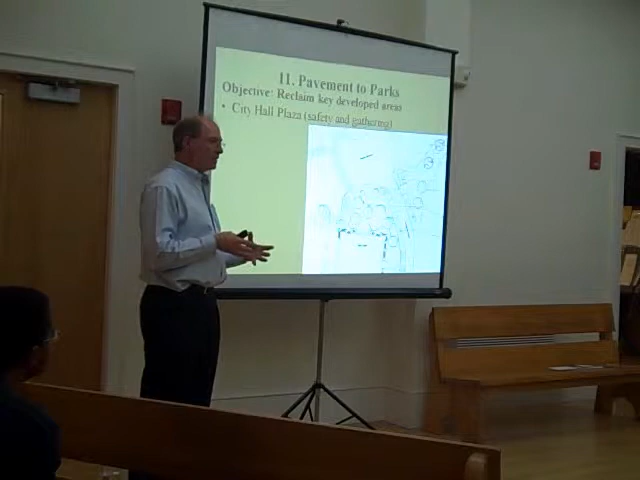 11. Pavement to Parks
Objective: Reclaim key developed areas
• City Hall Plaza (safety and gathering)